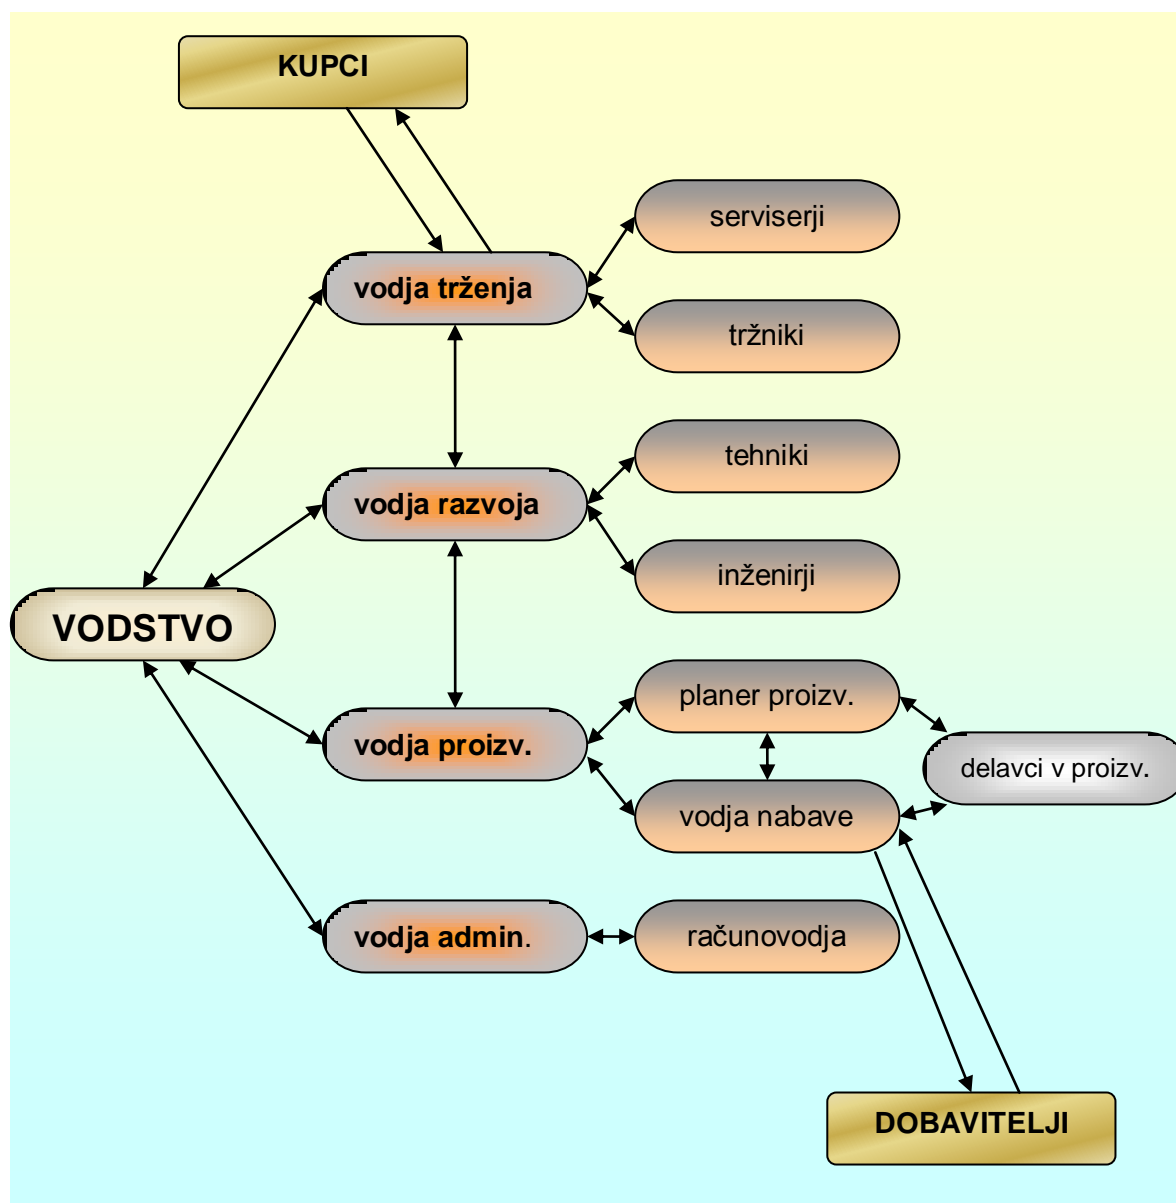 KUPCI
serviserji
vodja trženja
tržniki
tehniki
vodja razvoja
inženirji
VODSTVO
planer proizv.
vodja proizv.
delavci v proizv.
vodja nabave
vodja admin.
računovodja
DOBAVITELJI